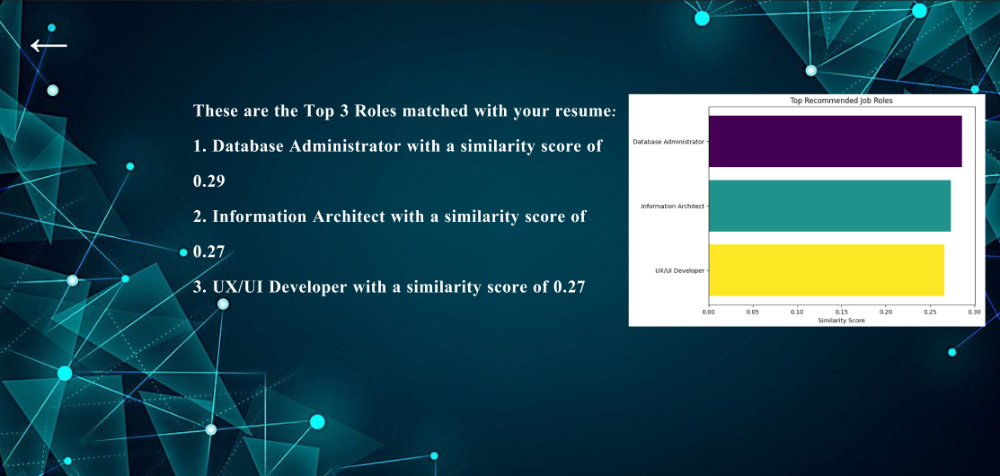 These are the Top 3 Roles matched with your resume:
1. Database Administrator with a similarity score of
0.29
2. Information Architect with a similarity score of
0.27
3. UX/UI Developer with a similarity score of 0.27
Top Recommended Job Roles
Database Administrator
Information Architect
UX/UI Developer
0.00 0.05 0.10 0.15 0.20 0.25 0.30
Similarity Score